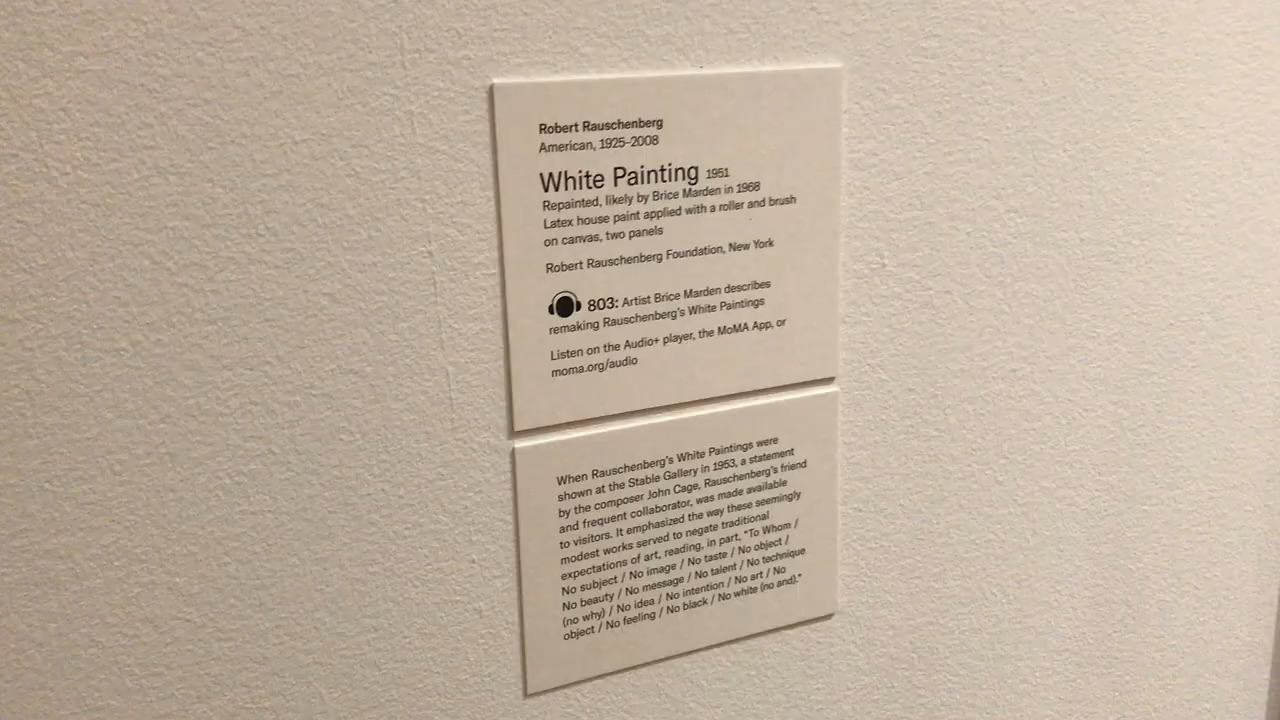 Robert Rauschenberg
American, 1925–2008
White Painting 1951
Repainted, likely by Brice Marden in 1968
Latex house paint applied with a roller and brush
on canvas, two panels
Robert Rauschenberg Foundation, New York
803: Artist Brice Marden describes
remaking Rauschenberg's White Paintings
Listen on the Audio+ player, the MoMA App, or
moma.org/audio
When Rauschenberg's White Paintings were
shown at the Stable Gallery in 1953, a statement
by the composer John Cage, Rauschenberg's friend
and frequent collaborator, was made available
to visitors. It emphasized the way these seemingly
modest works served to negate traditional
expectations of art, reading, in part, "To Whom /
No subject / No image / No taste / No object /
No beauty / No message / No talent / No technique
(no why) / No idea / No intention / No art / No
object / No feeling / No black / No white (no and)."